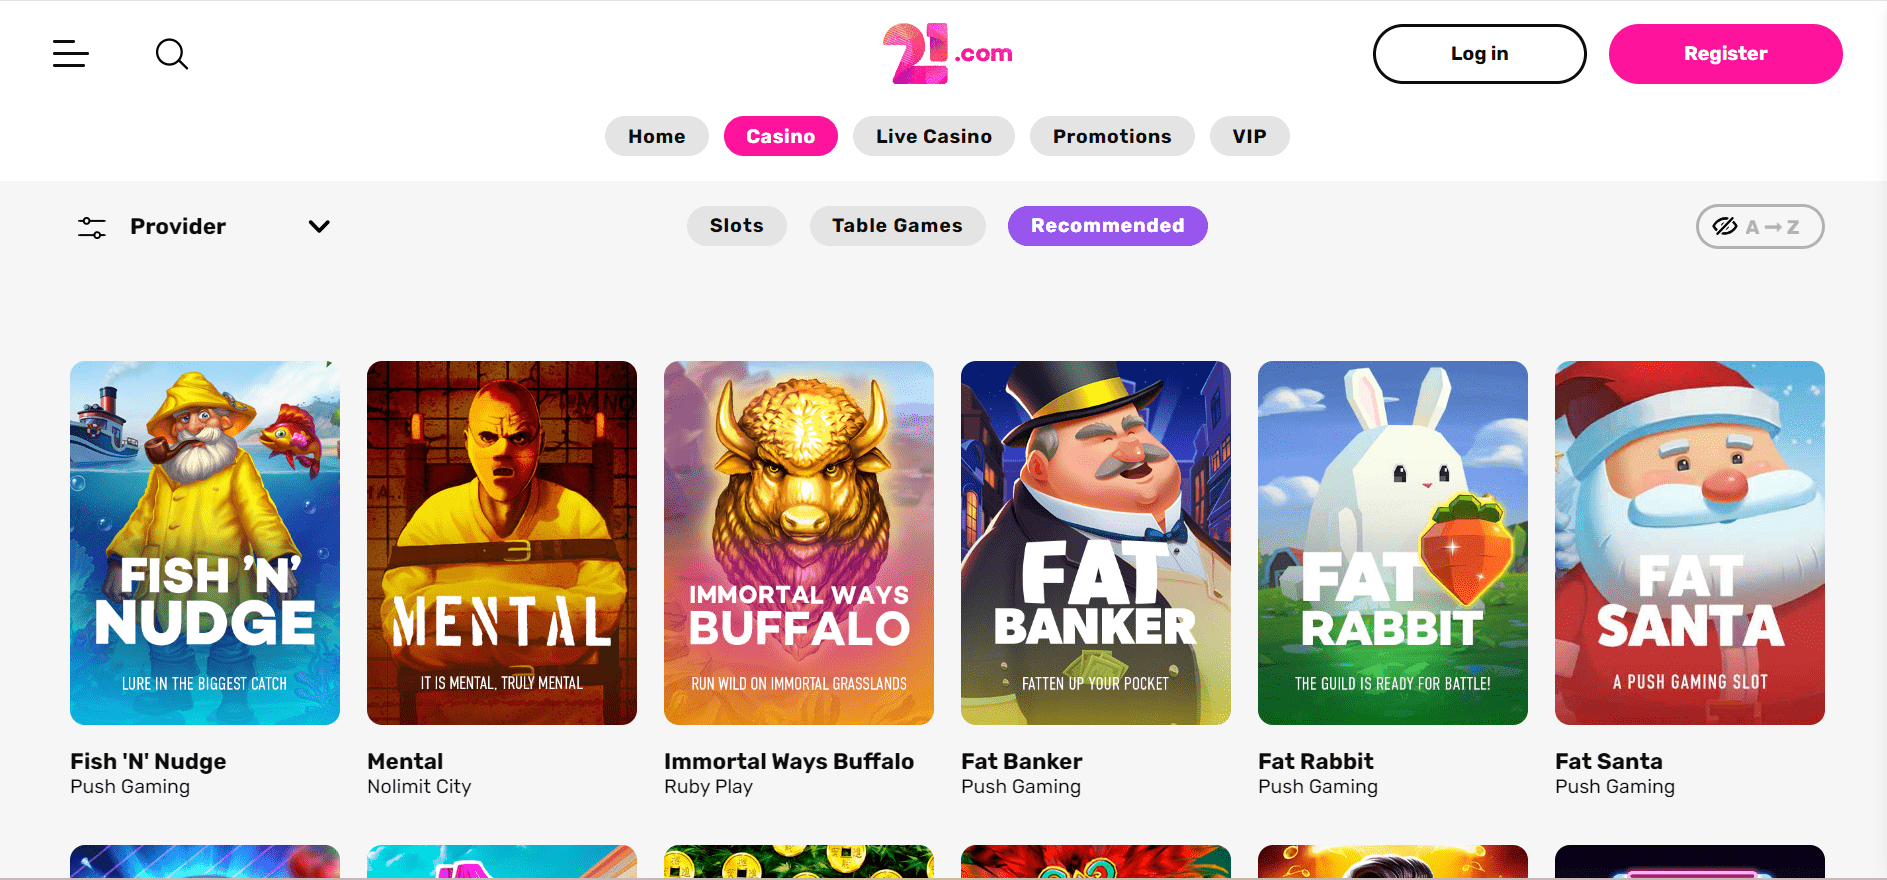 21.com
Log in
Register
Home
Casino
Live Casino
Promotions
VIP
Provider
Slots
Table Games
Recommended
A → Z
FISH 'N'
NUDGE
LURE IN THE BIGGEST CATCH
MENTAL
IT IS MENTAL, TRULY MENTAL
IMMORTAL WAYS
BUFFALO
RUN WILD ON IMMORTAL GRASSLANDS
FAT
BANKER
FATTEN UP YOUR POCKET
FAT
RABBIT
THE GUILD IS READY FOR BATTLE!
FAT
SANTA
A PUSH GAMING SLOT
Fish 'N' Nudge
Push Gaming
Mental
Nolimit City
Immortal Ways Buffalo
Ruby Play
Fat Banker
Push Gaming
Fat Rabbit
Push Gaming
Fat Santa
Push Gaming